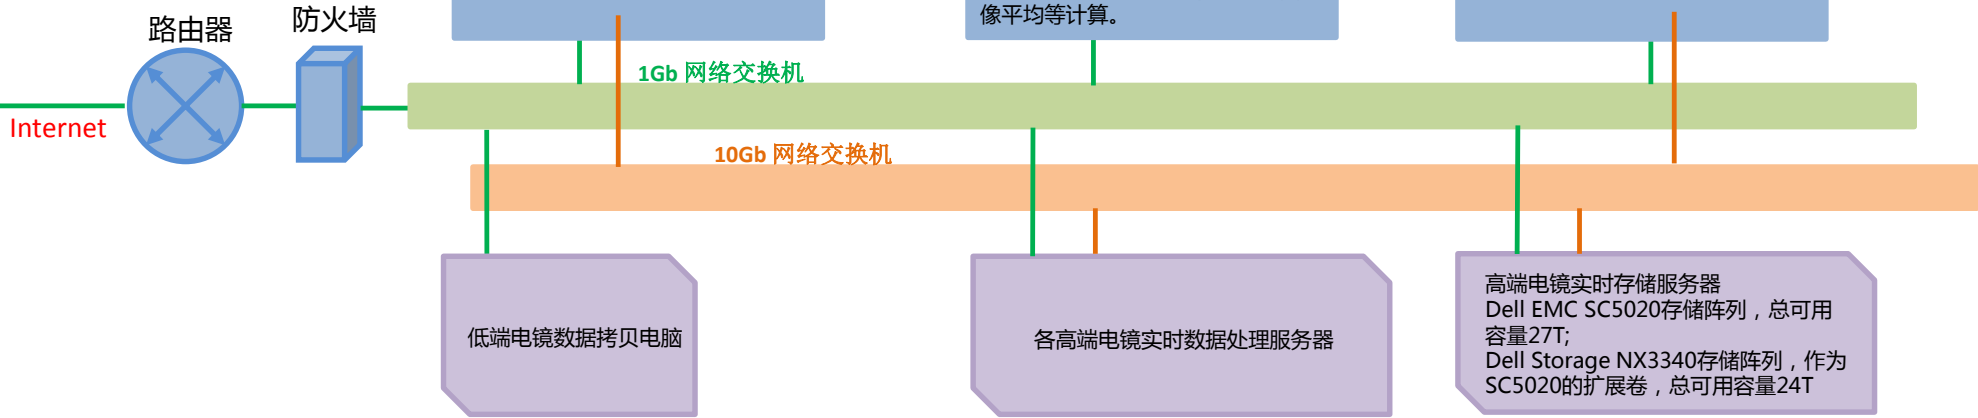 像平均等计算。
防火墙
路由器
1Gb 网络交换机
Internet
10Gb 网络交换机
低端电镜数据拷贝电脑
各高端电镜实时数据处理服务器
高端电镜实时存储服务器
Dell EMC SC5020存储阵列，总可用
容量27T;
Dell Storage NX3340存储阵列，作为
SC5020的扩展卷，总可用容量24T